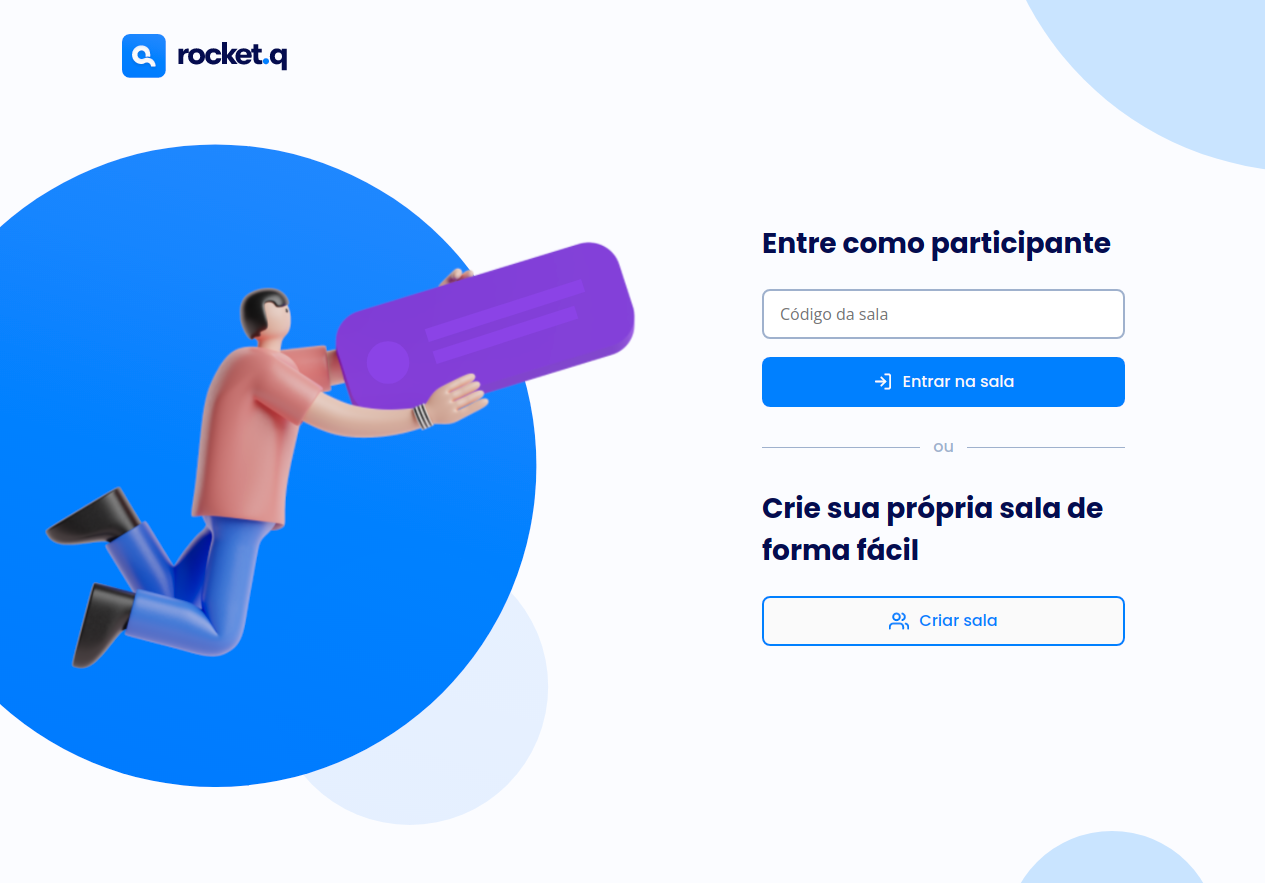 rocket.q
Entre como participante
Código da sala
Entrar na sala
ou
Crie sua própria sala de
forma fácil
Criar sala